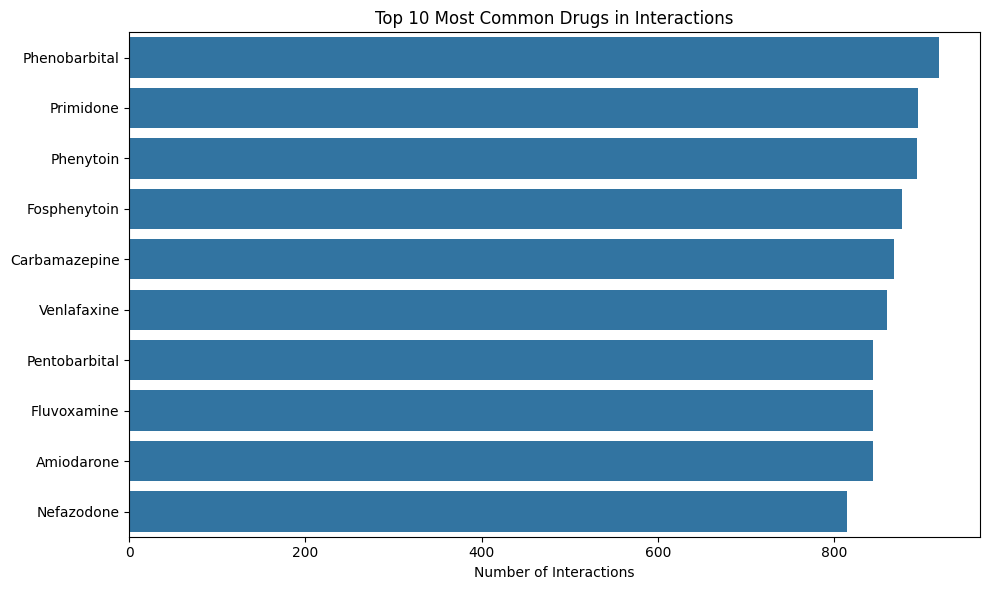 Top 10 Most Common Drugs in Interactions
Phenobarbital
Primidone
Phenytoin
Fosphenytoin
Carbamazepine
Venlafaxine
Pentobarbital
Fluvoxamine
Amiodarone
Nefazodone
0 200 400 600 800
Number of Interactions